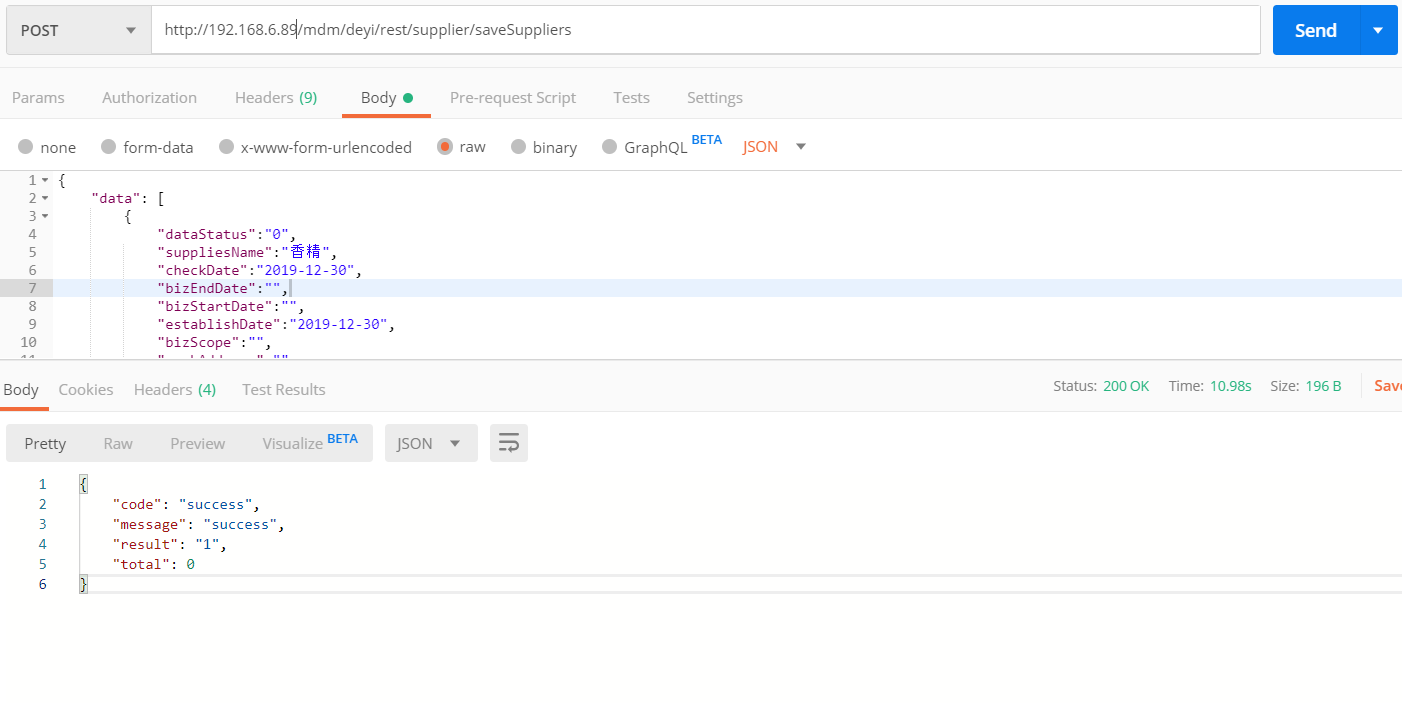 POST http://192.168.6.89/mdm/deyi/rest/supplier/saveSuppliers Send
Params Authorization Headers (9) Body Pre-request Script Tests Settings
none form-data x-www-form-urlencoded raw binary GraphQL BETA JSON
1 {
2 "data": [
3 {
4 "dataStatus":"0",
5 "suppliesName":"香精",
6 "checkDate":"2019-12-30",
7 "bizEndDate":"",
8 "bizStartDate":"",
9 "establishDate":"2019-12-30",
10 "bizScope":"",
11
Body Cookies Headers (4) Test Results Status: 200 OK Time: 10.98s Size: 196 B Save
Pretty Raw Preview Visualize BETA JSON
1 {
2 "code": "success",
3 "message": "success",
4 "result": "1",
5 "total": 0
6 }